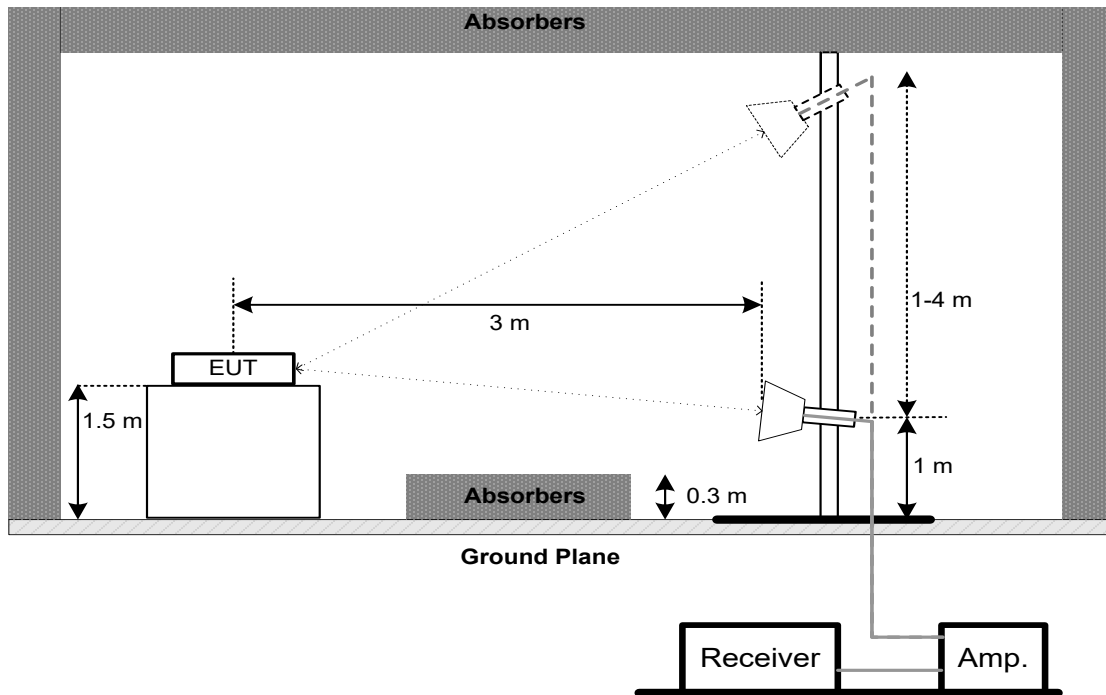 Absorbers
1-4 m
3 m
EUT
1.5 m
1 m
Absorbers
0.3 m
Ground Plane
Receiver
Amp.